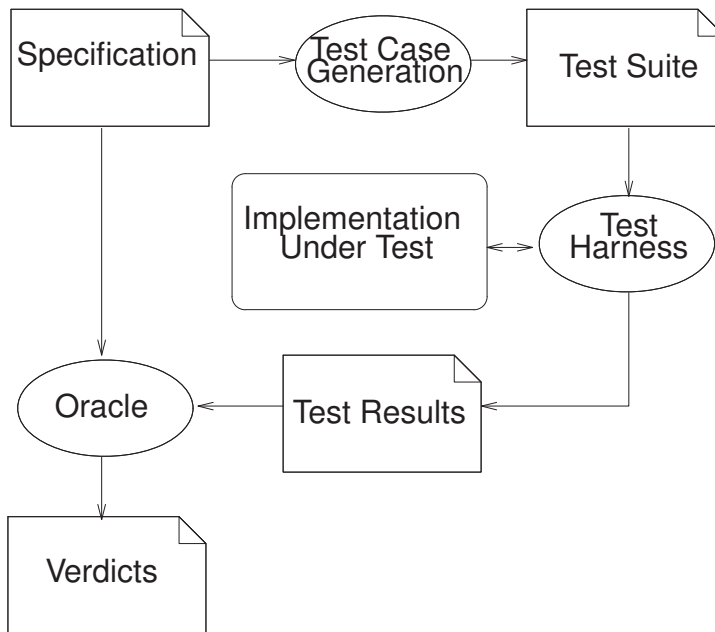 Specification
Test Case
Generation
Test Suite
Implementation
Under Test
Test
Harness
Oracle
Test Results
Verdicts